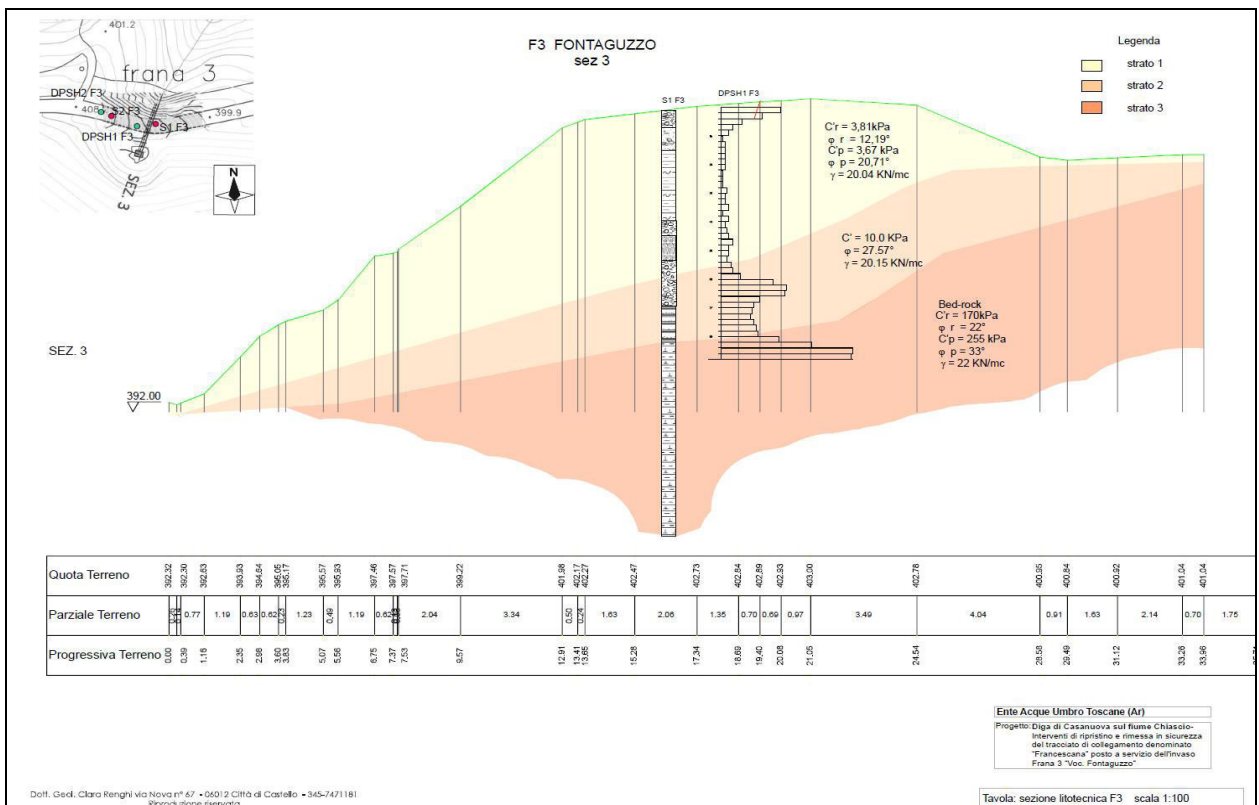 401.2
frana 3
DPSH2 F3
408
S2 F3
399.9
DPSH1 F3
S1 F3
SEZ. 3
N
F3 FONTAGUZZO
sez 3
Legenda
strato 1
strato 2
strato 3
S1 F3
DPSH1 F3
C'r = 3,81kPa
φ r = 12,19°
C'p = 3,67 kPa
φ p = 20,71°
γ = 20.04 KN/mc
C' = 10.0 KPa
φ = 27.57°
γ = 20.15 KN/mc
Bed-rock
C'r = 170kPa
φ r = 22°
C'p = 255 kPa
φ p = 33°
γ = 22 KN/mc
SEZ. 3
392.00
Quota Terreno 392,32 392,30 392,63 393,93 394,64 395,05 395,17 395,57 395,93 397,46 397,57 397,71 399,22 401,98 402,17 402,27 402,47 402,73 402,84 402,89 402,93 403,00 402,78 400,95 400,84 400,92 401,04 401,04
Parziale Terreno 0.77 1.19 0.63 0.62 0.23 1.23 0.49 1.19 0.62 2.04 3.34 0.50 0.24 1.63 2.06 1.35 0.70 0.69 0.97 3.49 4.04 0.91 1.63 2.14 0.70 1.75
Progressiva Terreno 0.00 0.39 1.16 2.35 2.98 3.60 3.83 5.07 5.56 6.75 7.37 7.53 9.57 12.91 13.41 13.65 15.28 17.34 18.69 19.40 20.08 21.05 24.54 28.58 29.49 31.12 33.26 33.96
Ente Acque Umbro Toscane (Ar)
Progetto: Diga di Casanuova sul fiume Chiascio-
Interventi di ripristino e rimessa in sicurezza
del tracciato di collegamento denominato
"Francescana" posto a servizio dell'invaso
Frana 3 "Voc. Fontaguzzo"
Dott. Geol. Clara Renghi via Nova n° 67 - 06012 Città di Castello - 345-7471181
Riproduzione riservata
Tavola: sezione litotecnica F3 scala 1:100